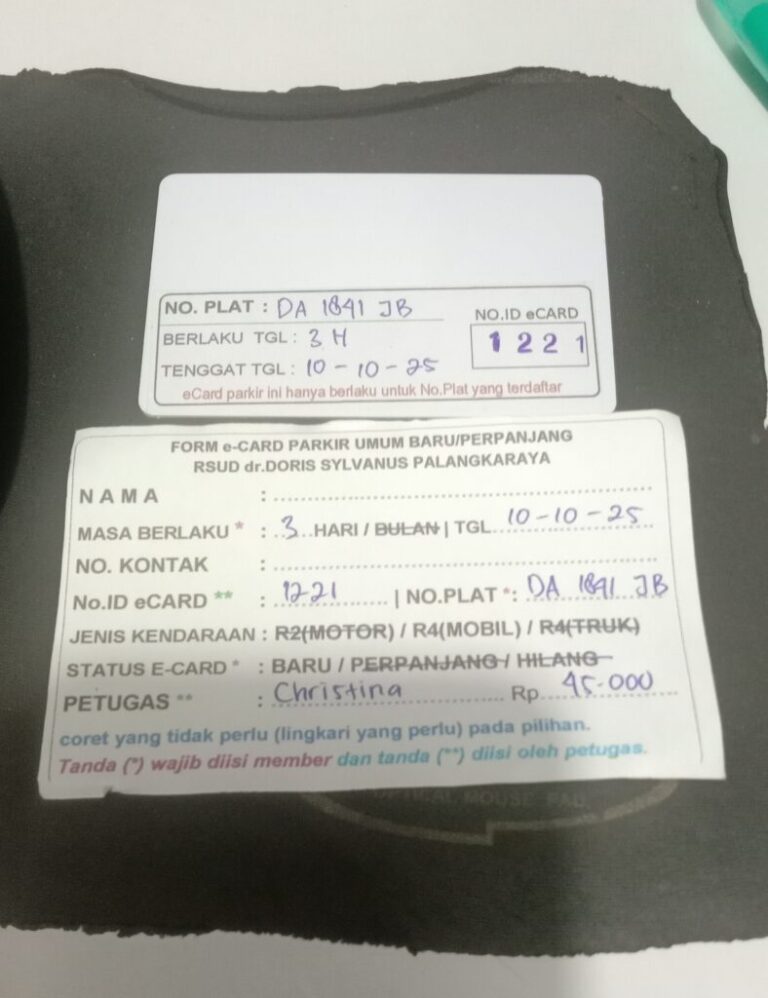 NO. PLAT : DA 1841 JB
BERLAKU TGL : 3 H
TENGGAT TGL : 10-10-25
NO.ID eCARD
1221
eCard parkir ini hanya berlaku untuk No.Plat yang terdaftar
FORM e-CARD PARKIR UMUM BARU/PERPANJANG
RSUD dr.DORIS SYLVANUS PALANGKARAYA
NAMA :
MASA BERLAKU * : 3 HARI / BULAN | TGL 10-10-25
NO. KONTAK :
No.ID eCARD ** : 1221 | NO.PLAT *: DA 1841 JB
JENIS KENDARAAN : R2(MOTOR) / R4(MOBIL) / R4(TRUK)
STATUS E-CARD * : BARU / PERPANJANG / HILANG
PETUGAS ** : Christina Rp 45.000
coret yang tidak perlu (lingkari yang perlu) pada pilihan.
Tanda (*) wajib diisi member dan tanda (**) diisi oleh petugas.
OPTICAL MOUSE PAD